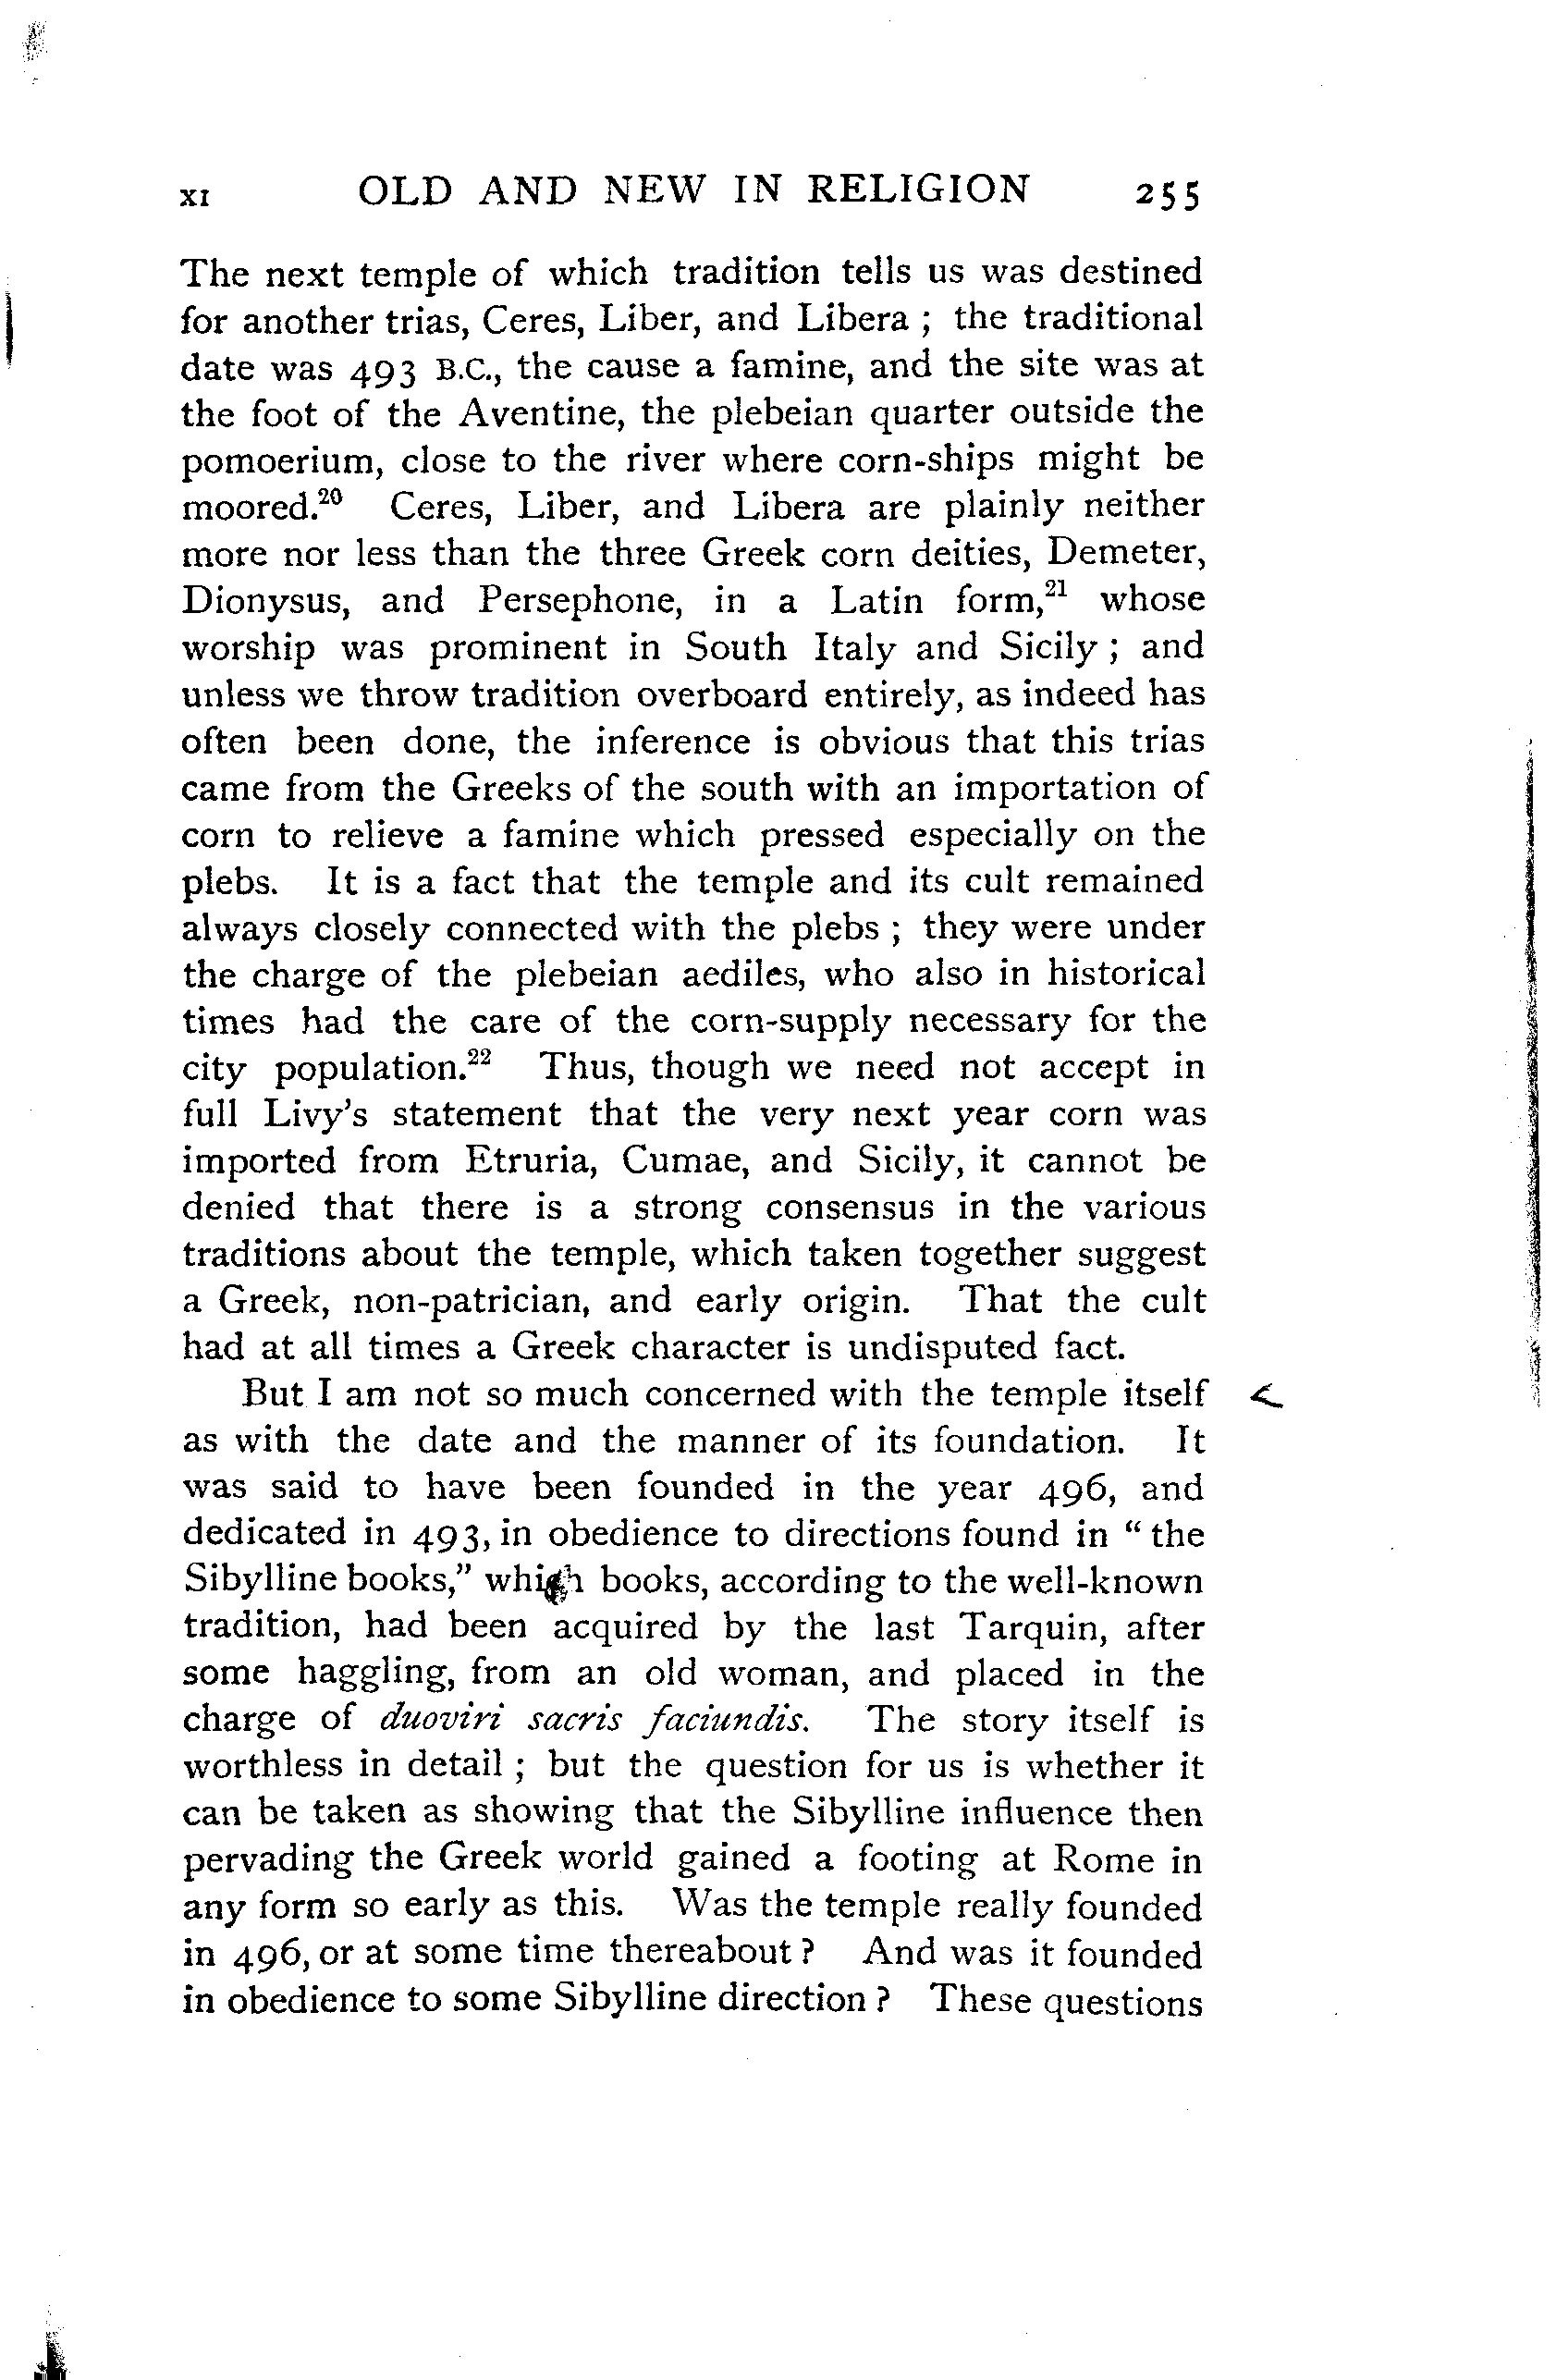 XI OLD AND NEW IN RELIGION 255
The next temple of which tradition tells us was destined
for another trias, Ceres, Liber, and Libera ; the traditional
date was 493 B.C., the cause a famine, and the site was at
the foot of the Aventine, the plebeian quarter outside the
pomoerium, close to the river where corn-ships might be
moored.²⁰ Ceres, Liber, and Libera are plainly neither
more nor less than the three Greek corn deities, Demeter,
Dionysus, and Persephone, in a Latin form,²¹ whose
worship was prominent in South Italy and Sicily ; and
unless we throw tradition overboard entirely, as indeed has
often been done, the inference is obvious that this trias
came from the Greeks of the south with an importation of
corn to relieve a famine which pressed especially on the
plebs. It is a fact that the temple and its cult remained
always closely connected with the plebs ; they were under
the charge of the plebeian aediles, who also in historical
times had the care of the corn-supply necessary for the
city population.²² Thus, though we need not accept in
full Livy's statement that the very next year corn was
imported from Etruria, Cumae, and Sicily, it cannot be
denied that there is a strong consensus in the various
traditions about the temple, which taken together suggest
a Greek, non-patrician, and early origin. That the cult
had at all times a Greek character is undisputed fact.
But I am not so much concerned with the temple itself
as with the date and the manner of its foundation. It
was said to have been founded in the year 496, and
dedicated in 493, in obedience to directions found in " the
Sibylline books," which books, according to the well-known
tradition, had been acquired by the last Tarquin, after
some haggling, from an old woman, and placed in the
charge of duoviri sacris faciundis. The story itself is
worthless in detail ; but the question for us is whether it
can be taken as showing that the Sibylline influence then
pervading the Greek world gained a footing at Rome in
any form so early as this. Was the temple really founded
in 496, or at some time thereabout ? And was it founded
in obedience to some Sibylline direction ? These questions